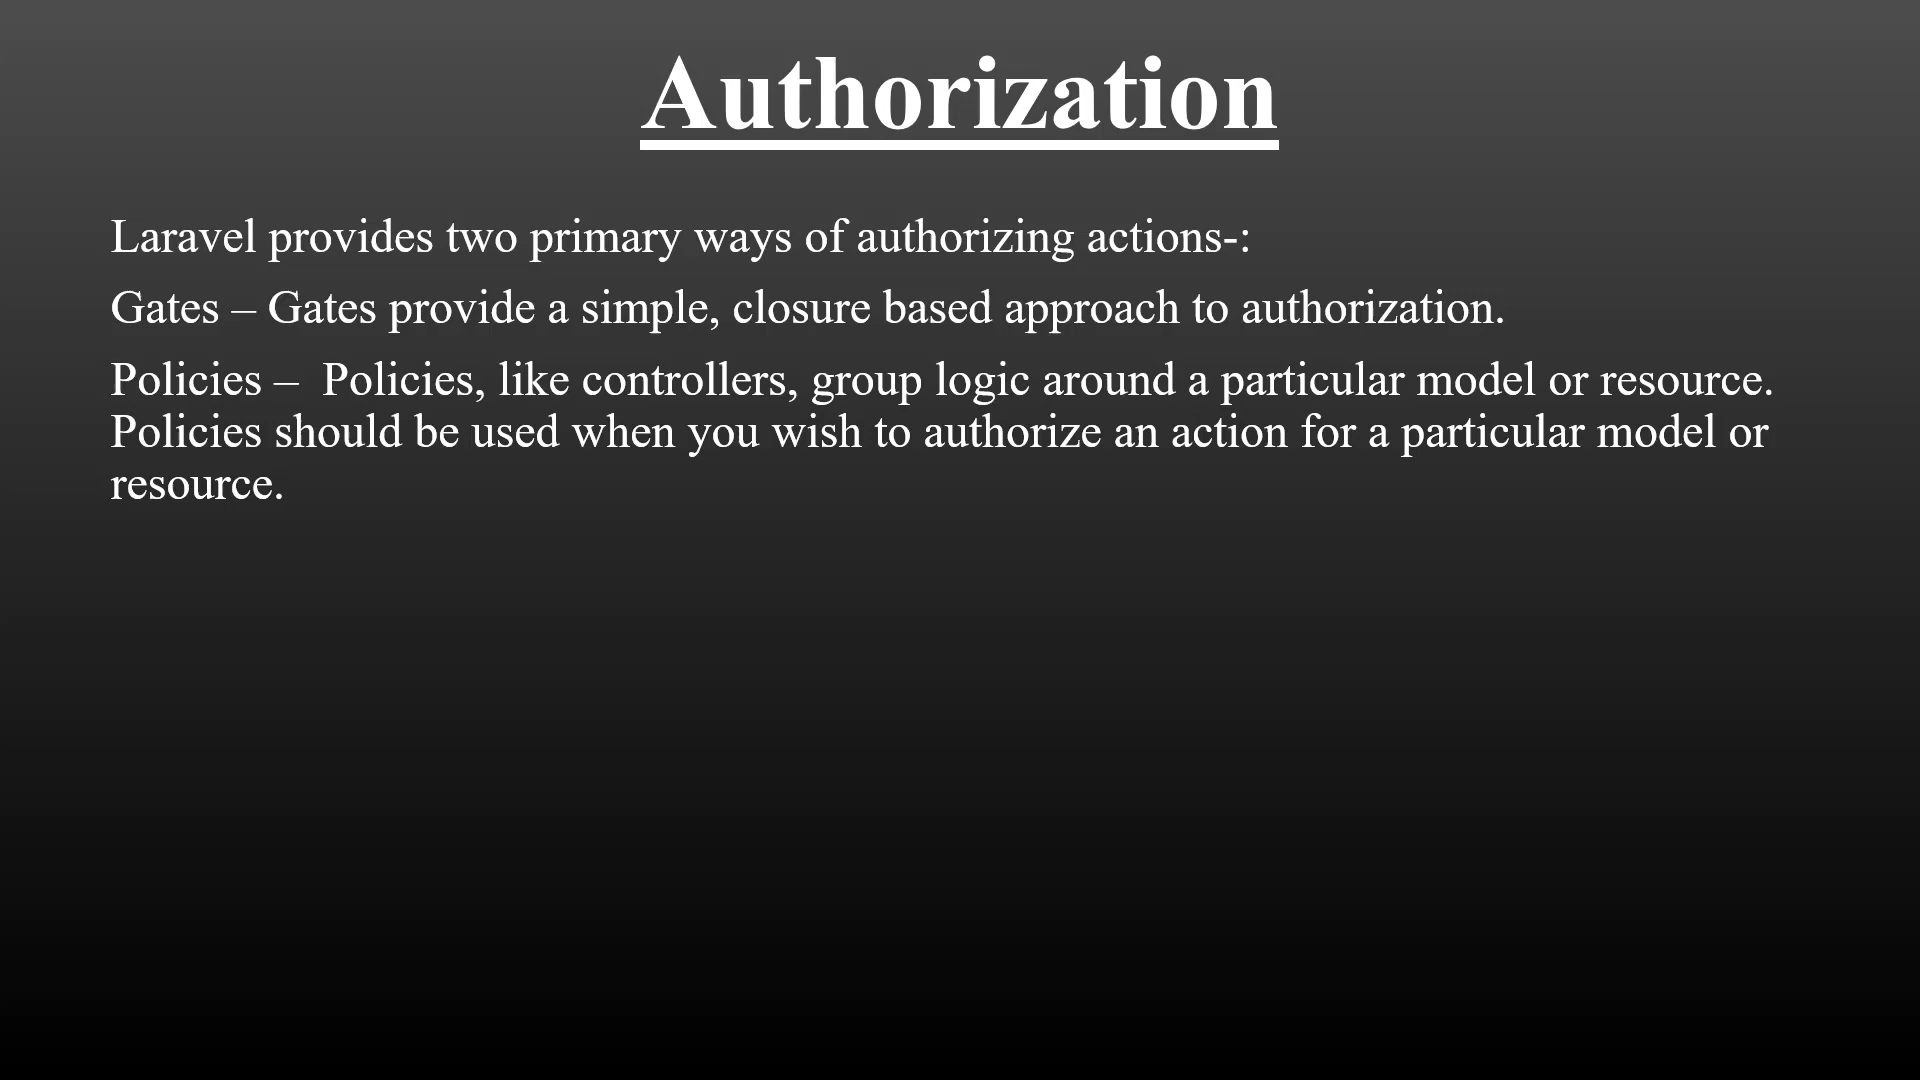 Authorization
Laravel provides two primary ways of authorizing actions-:
Gates – Gates provide a simple, closure based approach to authorization.
Policies –  Policies, like controllers, group logic around a particular model or resource.
Policies should be used when you wish to authorize an action for a particular model or
resource.